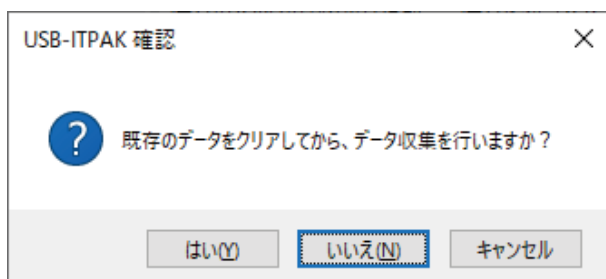 USB-ITPAK 確認
既存のデータをクリアしてから、データ収集を行いますか？
はい(Y)
いいえ(N)
キャンセル